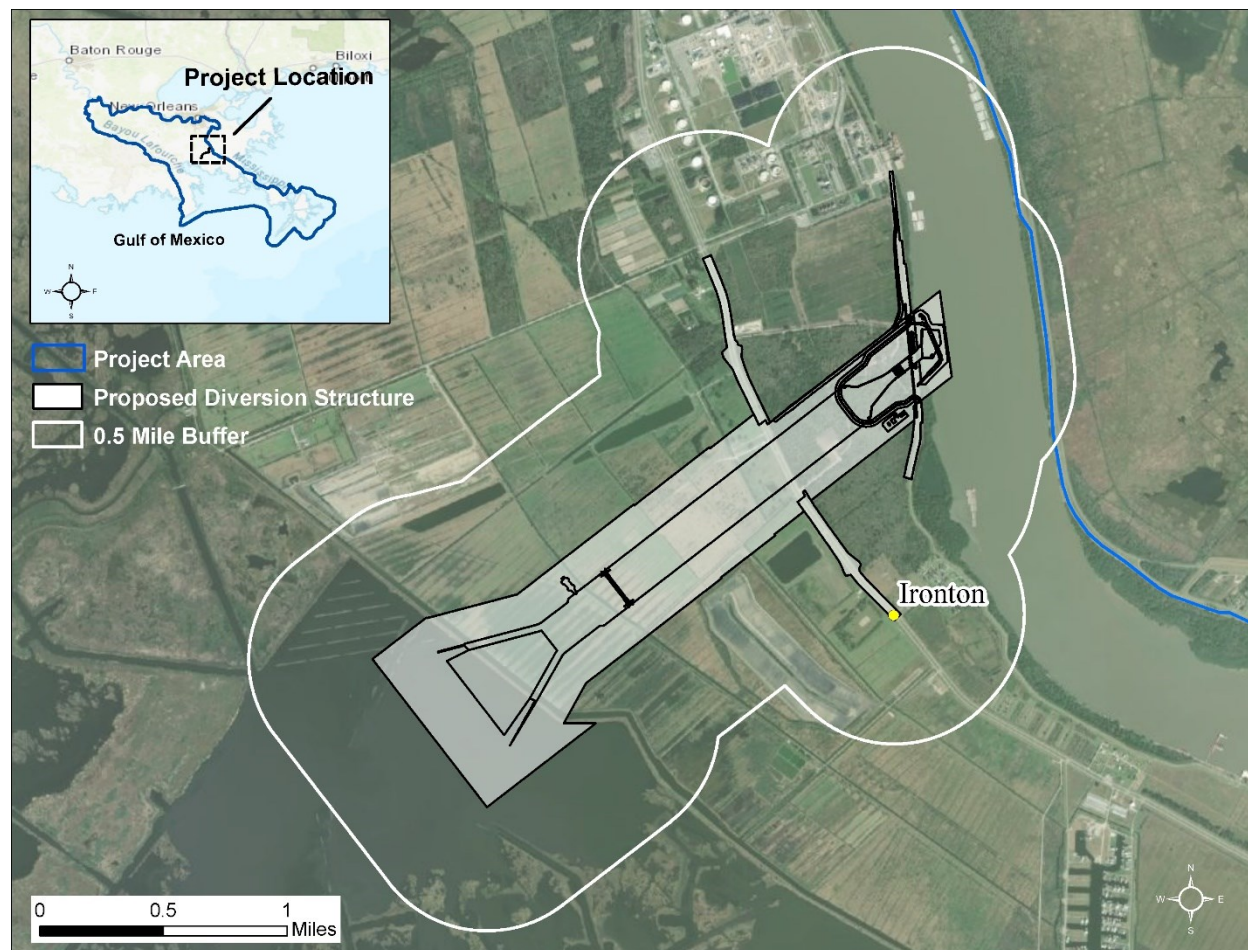 Baton Rouge
Biloxi
Project Location
New Orleans
Bayou Lafourche
Mississippi
Gulf of Mexico
N
W E
S
Project Area
Proposed Diversion Structure
0.5 Mile Buffer
Ironton
0 0.5 1
Miles
N
W E
S